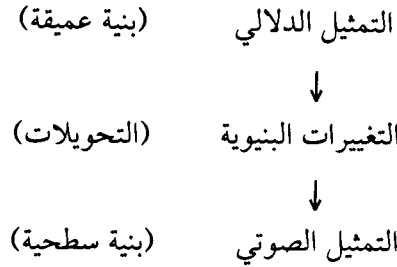 التمثيل الدلالي (بنية عميقة)
↓
التغييرات البنيوية (التحويلات)
↓
التمثيل الصوتي (بنية سطحية)